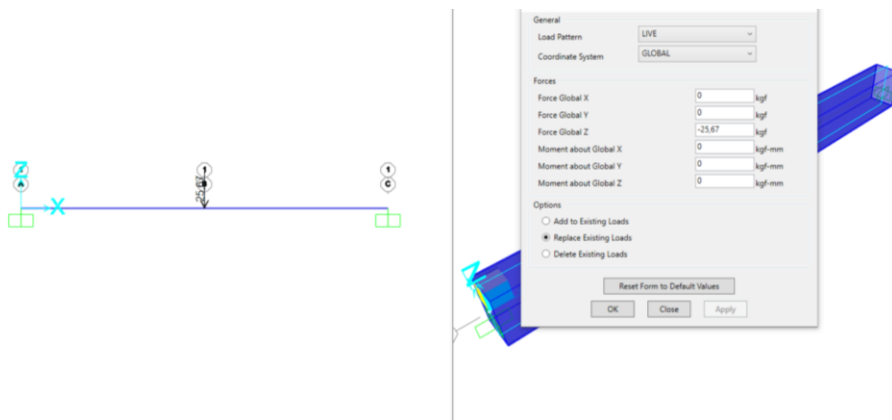 1
1
1
A
B
C
Z
X
25,67
General
Load Pattern LIVE
Coordinate System GLOBAL
Forces
Force Global X 0 kgf
Force Global Y 0 kgf
Force Global Z -25,67 kgf
Moment about Global X 0 kgf-mm
Moment about Global Y 0 kgf-mm
Moment about Global Z 0 kgf-mm
Options
Add to Existing Loads
Replace Existing Loads
Delete Existing Loads
Reset Form to Default Values
OK Close Apply
Z